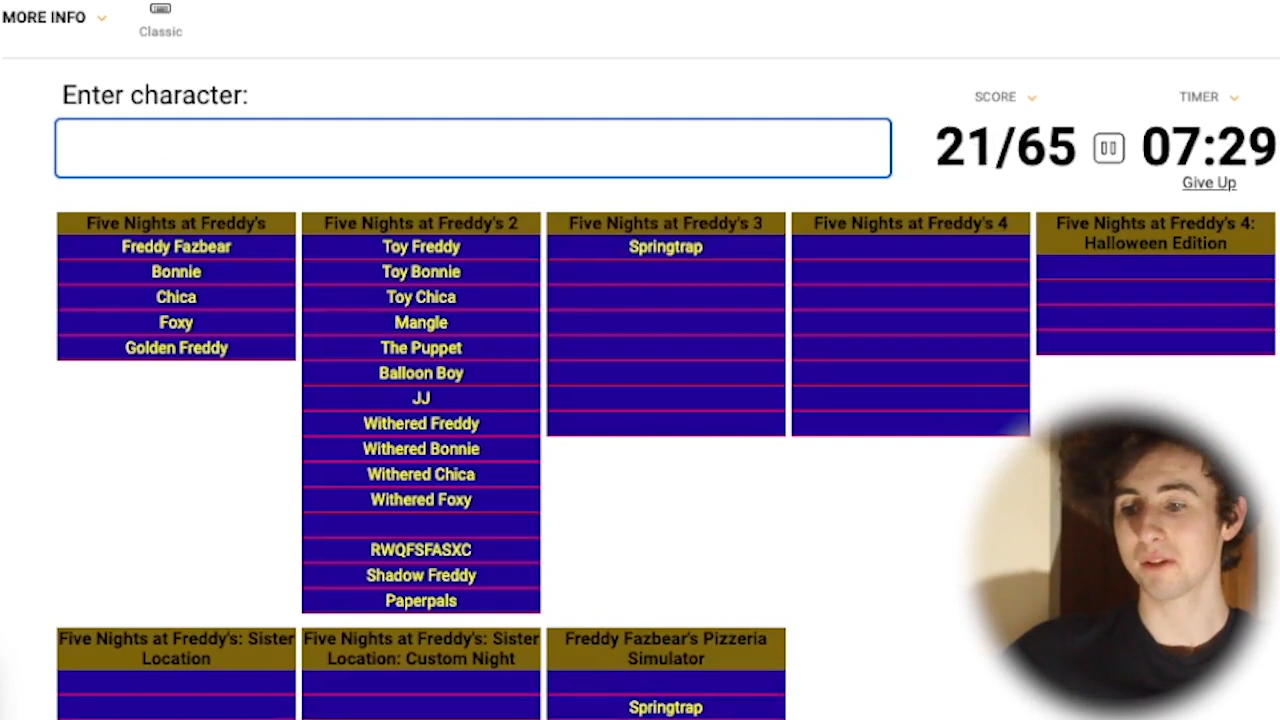 MORE INFO
Classic
Enter character:
SCORE
TIMER
21/65
07:29
Give Up
Five Nights at Freddy's
Freddy Fazbear
Bonnie
Chica
Foxy
Golden Freddy
Five Nights at Freddy's 2
Toy Freddy
Toy Bonnie
Toy Chica
Mangle
The Puppet
Balloon Boy
JJ
Withered Freddy
Withered Bonnie
Withered Chica
Withered Foxy
RWQFSFASXC
Shadow Freddy
Paperpals
Five Nights at Freddy's 3
Springtrap
Five Nights at Freddy's 4
Five Nights at Freddy's 4:
Halloween Edition
Five Nights at Freddy's: Sister
Location
Five Nights at Freddy's: Sister
Location: Custom Night
Freddy Fazbear's Pizzeria
Simulator
Springtrap